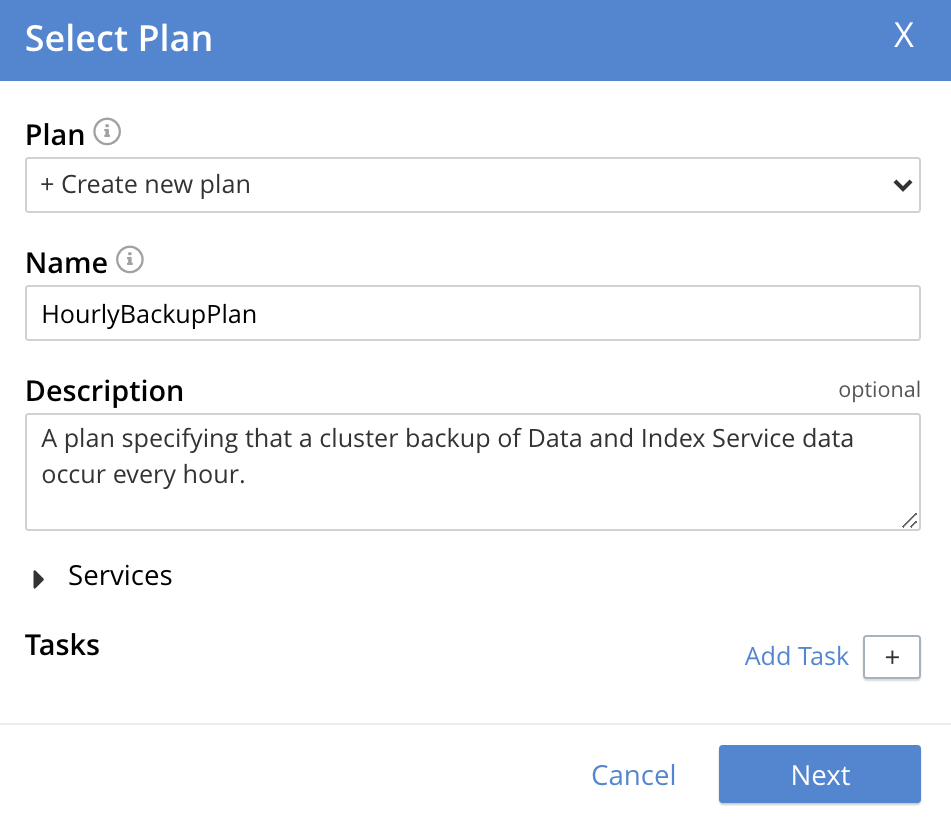 Select Plan X
Plan
+ Create new plan
Name
HourlyBackupPlan
Description optional
A plan specifying that a cluster backup of Data and Index Service data
occur every hour.
Services
Tasks
Add Task +
Cancel Next